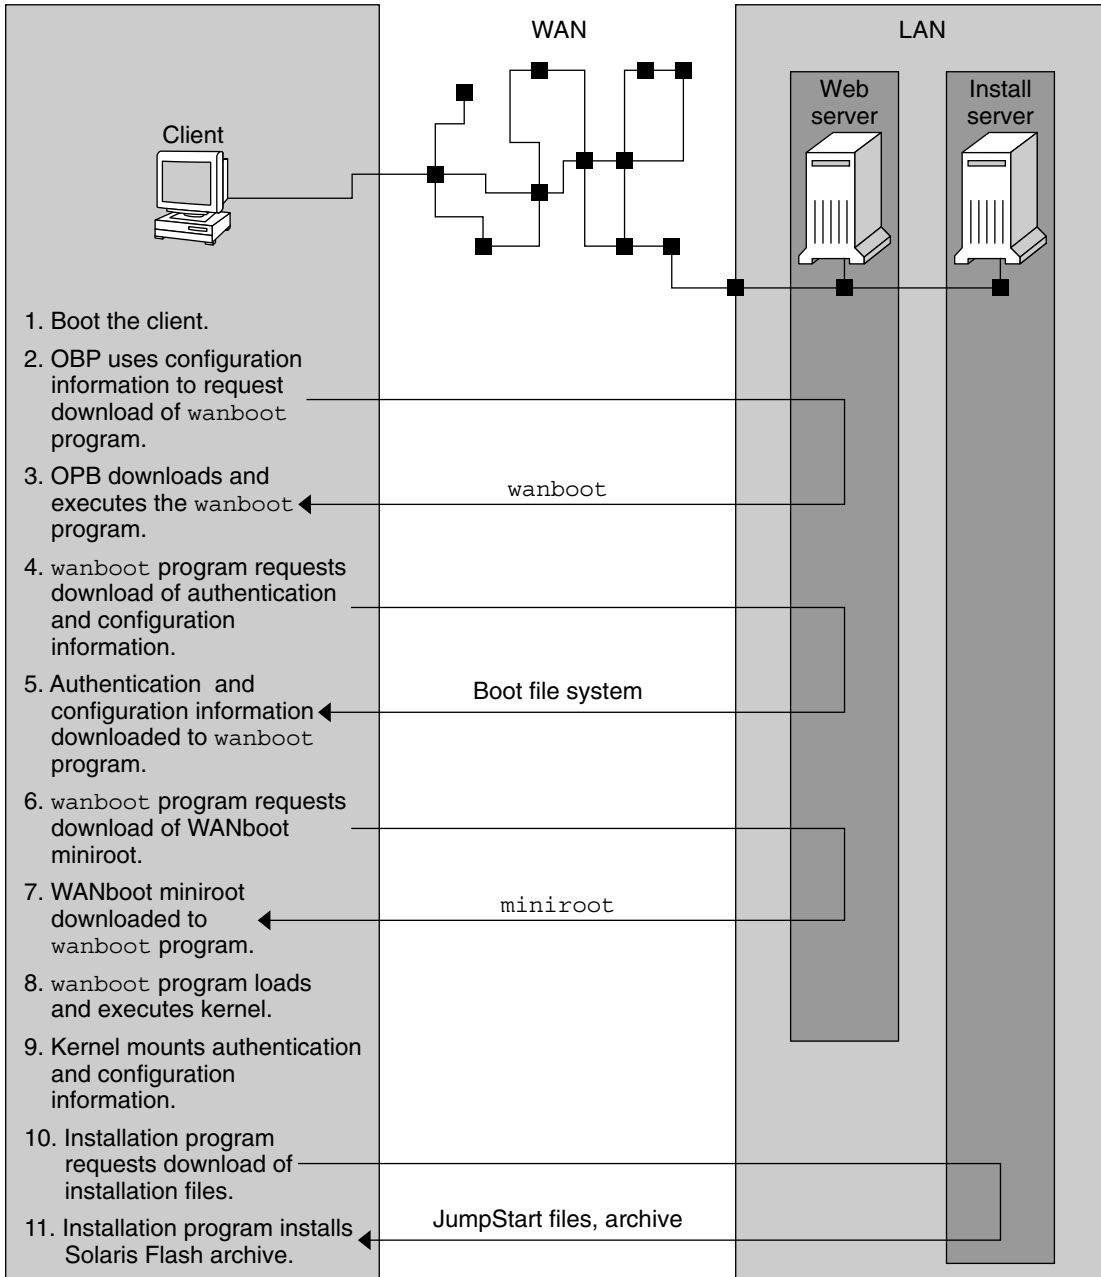 WAN
LAN
Client
Web
server
Install
server
1. Boot the client.
2. OBP uses configuration
information to request
download of wanboot
program.
3. OPB downloads and
executes the wanboot
program.
wanboot
4. wanboot program requests
download of authentication
and configuration
information.
5. Authentication and
configuration information
downloaded to wanboot
program.
Boot file system
6. wanboot program requests
download of WANboot
miniroot.
7. WANboot miniroot
downloaded to
wanboot program.
miniroot
8. wanboot program loads
and executes kernel.
9. Kernel mounts authentication
and configuration
information.
10. Installation program
requests download of
installation files.
11. Installation program installs
Solaris Flash archive.
JumpStart files, archive